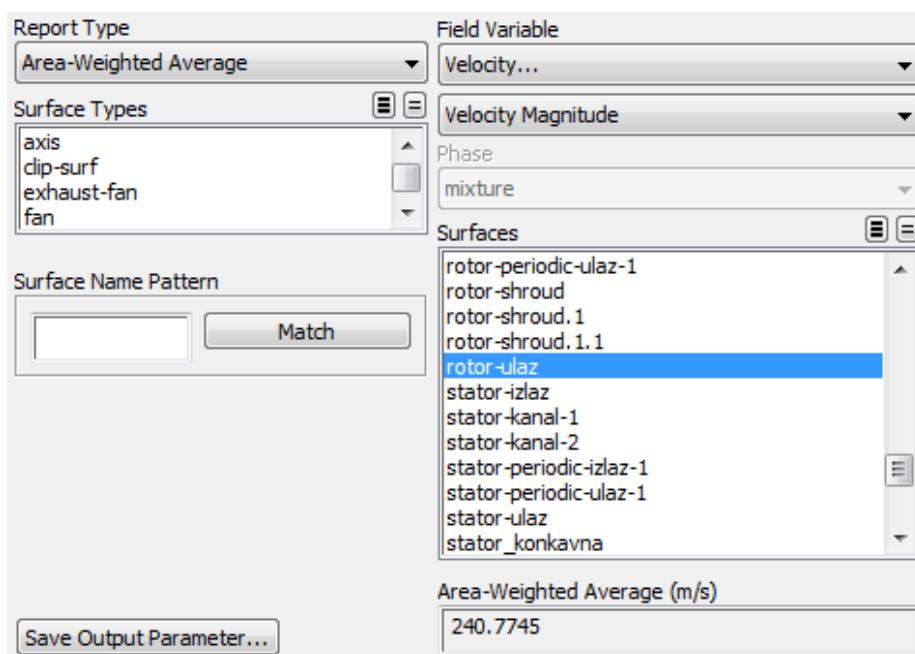 Report Type
Area-Weighted Average
Surface Types
axis
clip-surf
exhaust-fan
fan
Surface Name Pattern
Match
Save Output Parameter...
Field Variable
Velocity...
Velocity Magnitude
Phase
mixture
Surfaces
rotor-periodic-ulaz-1
rotor-shroud
rotor-shroud.1
rotor-shroud.1.1
rotor-ulaz
stator-izlaz
stator-kanal-1
stator-kanal-2
stator-periodic-izlaz-1
stator-periodic-ulaz-1
stator-ulaz
stator_konkavna
Area-Weighted Average (m/s)
240.7745